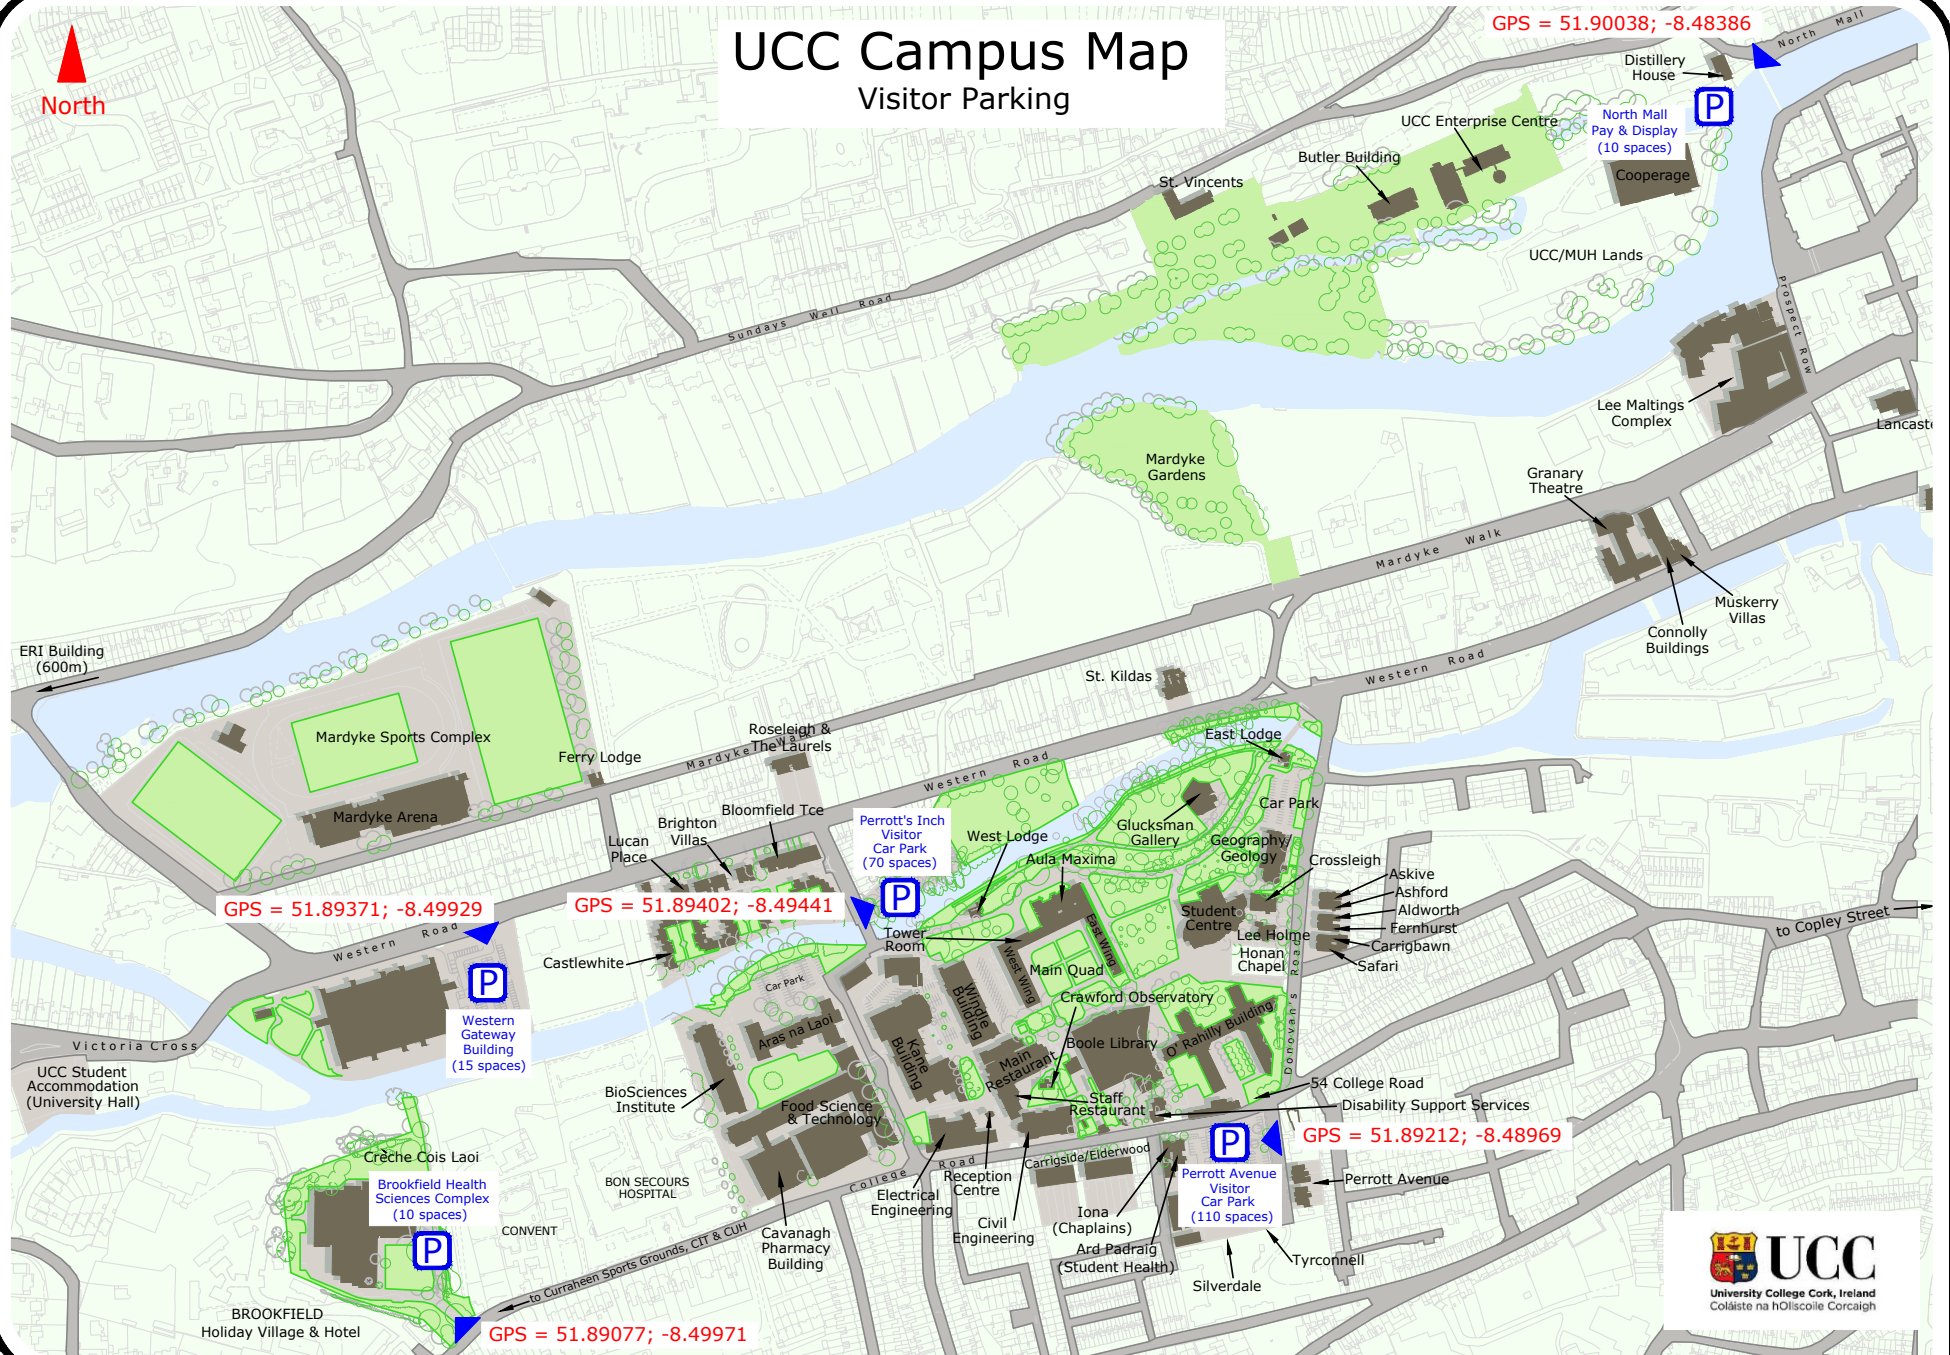 UCC Campus Map
Visitor Parking
North
GPS = 51.90038; -8.48386
North Mall
Distillery
House
P
North Mall
Pay & Display
(10 spaces)
UCC Enterprise Centre
Butler Building
St. Vincents
Cooperage
UCC/MUH Lands
Prospect Row
Sundays Well Road
Lee Maltings
Complex
Lancaste
Mardyke
Gardens
Granary
Theatre
Mardyke Walk
Muskerry
Villas
Connolly
Buildings
Western Road
ERI Building
(600m)
St. Kildas
Mardyke Sports Complex
Ferry Lodge
Mardyke Arena
Roseleigh &
The Laurels
Mardyke Walk
Western Road
East Lodge
Car Park
Bloomfield Tce
Brighton
Villas
Lucan
Place
Perrott's Inch
Visitor
Car Park
(70 spaces)
P
West Lodge
Aula Maxima
Glucksman
Gallery
Geography/
Geology
Crossleigh
Askive
Ashford
Aldworth
Fernhurst
Carrigbawn
Safari
to Copley Street
GPS = 51.89371; -8.49929
GPS = 51.89402; -8.49441
Western Road
Castlewhite
Tower
Room
East Wing
West Wing
Main Quad
Student
Centre
Lee Holme
Honan
Chapel
Donovan's Road
P
Western
Gateway
Building
(15 spaces)
Car Park
Aras na Laoi
Windle
Building
Kane
Building
Crawford Observatory
Boole Library
O' Rahilly Building
Main
Restaurant
Staff
Restaurant
Victoria Cross
UCC Student
Accommodation
(University Hall)
BioSciences
Institute
Food Science
& Technology
54 College Road
Disability Support Services
GPS = 51.89212; -8.48969
P
Perrott Avenue
Visitor
Car Park
(110 spaces)
Perrott Avenue
Crèche Cois Laoi
Brookfield Health
Sciences Complex
(10 spaces)
P
CONVENT
BON SECOURS
HOSPITAL
College Road
Carrigside/Elderwood
Electrical
Engineering
Reception
Centre
Civil
Engineering
Iona
(Chaplains)
Ard Padraig
(Student Health)
Silverdale
Tyrconnell
Cavanagh
Pharmacy
Building
to Curraheen Sports Grounds, CIT & CUH
BROOKFIELD
Holiday Village & Hotel
GPS = 51.89077; -8.49971
UCC
University College Cork, Ireland
Coláiste na hOllscoile Corcaigh